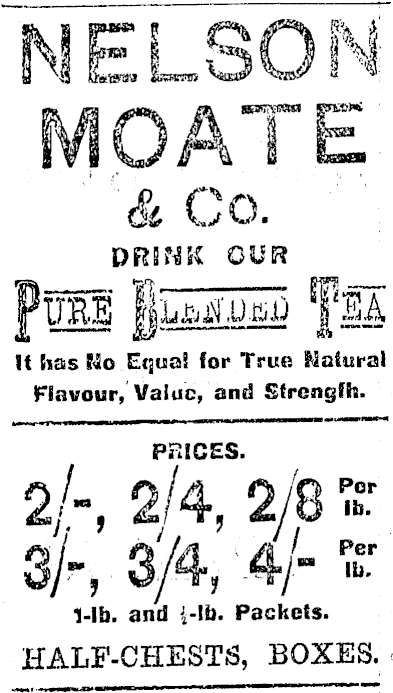 NELSON
MOATE
& Co.
DRINK OUR
PURE BLENDED TEA
It has No Equal for True Natural
Flavour, Value, and Strength.
PRICES.
2/-, 2/4, 2/8 Per lb.
3/-, 3/4, 4/- Per lb.
1-lb. and ½-lb. Packets.
HALF-CHESTS, BOXES.